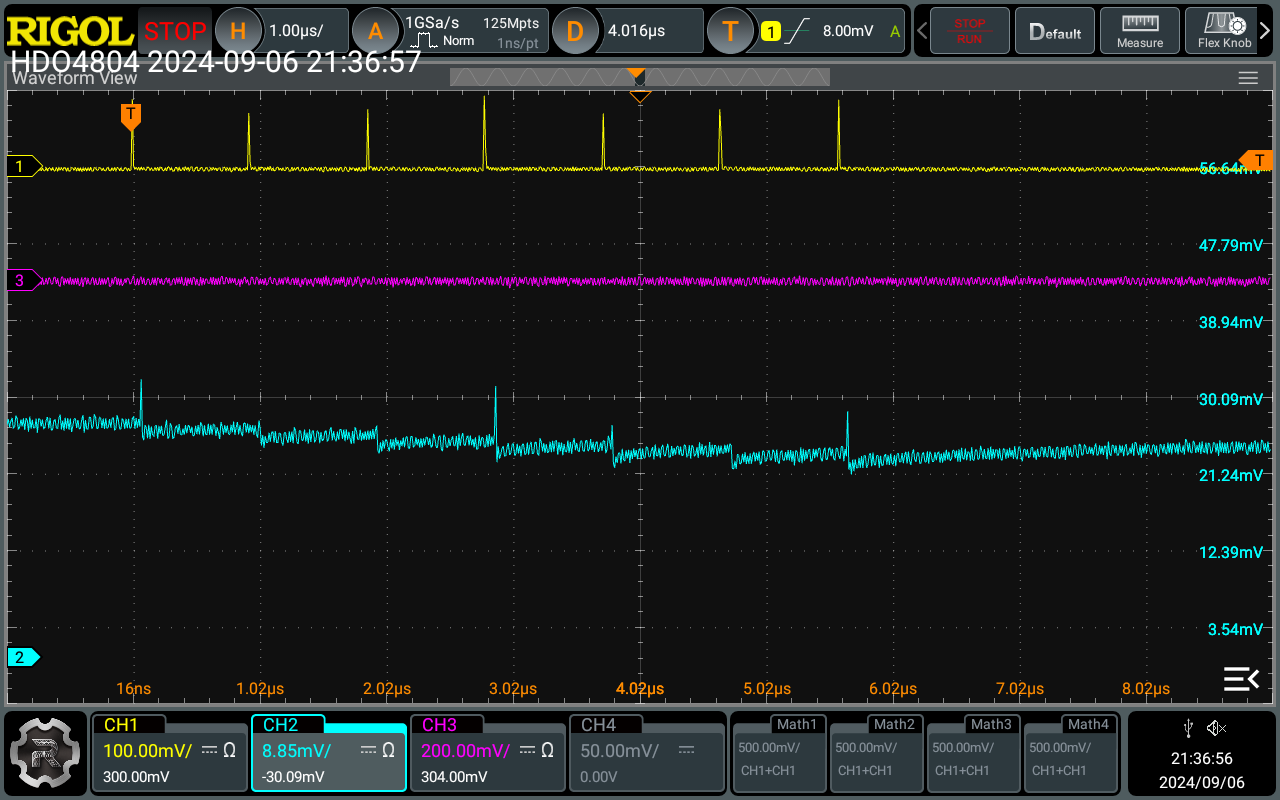 RIGOL STOP H 1.00µs/ A 1GSa/s Norm 125Mpts 1ns/pt D 4.016µs T 1 8.00mV A STOP RUN Default Measure Flex Knob
HDO4804 2024-09-06 21:36:57
Waveform View
T
1
T
56.64mV
47.79mV
3
38.94mV
30.09mV
21.24mV
12.39mV
3.54mV
2
16ns 1.02µs 2.02µs 3.02µs 4.02µs 5.02µs 6.02µs 7.02µs 8.02µs
CH1 CH2 CH3 CH4 Math1 Math2 Math3 Math4
100.00mV/ Ω 8.85mV/ Ω 200.00mV/ Ω 50.00mV/ 500.00mV/ 500.00mV/ 500.00mV/ 500.00mV/
300.00mV -30.09mV 304.00mV 0.00V CH1+CH1 CH1+CH1 CH1+CH1 CH1+CH1
R
21:36:56
2024/09/06